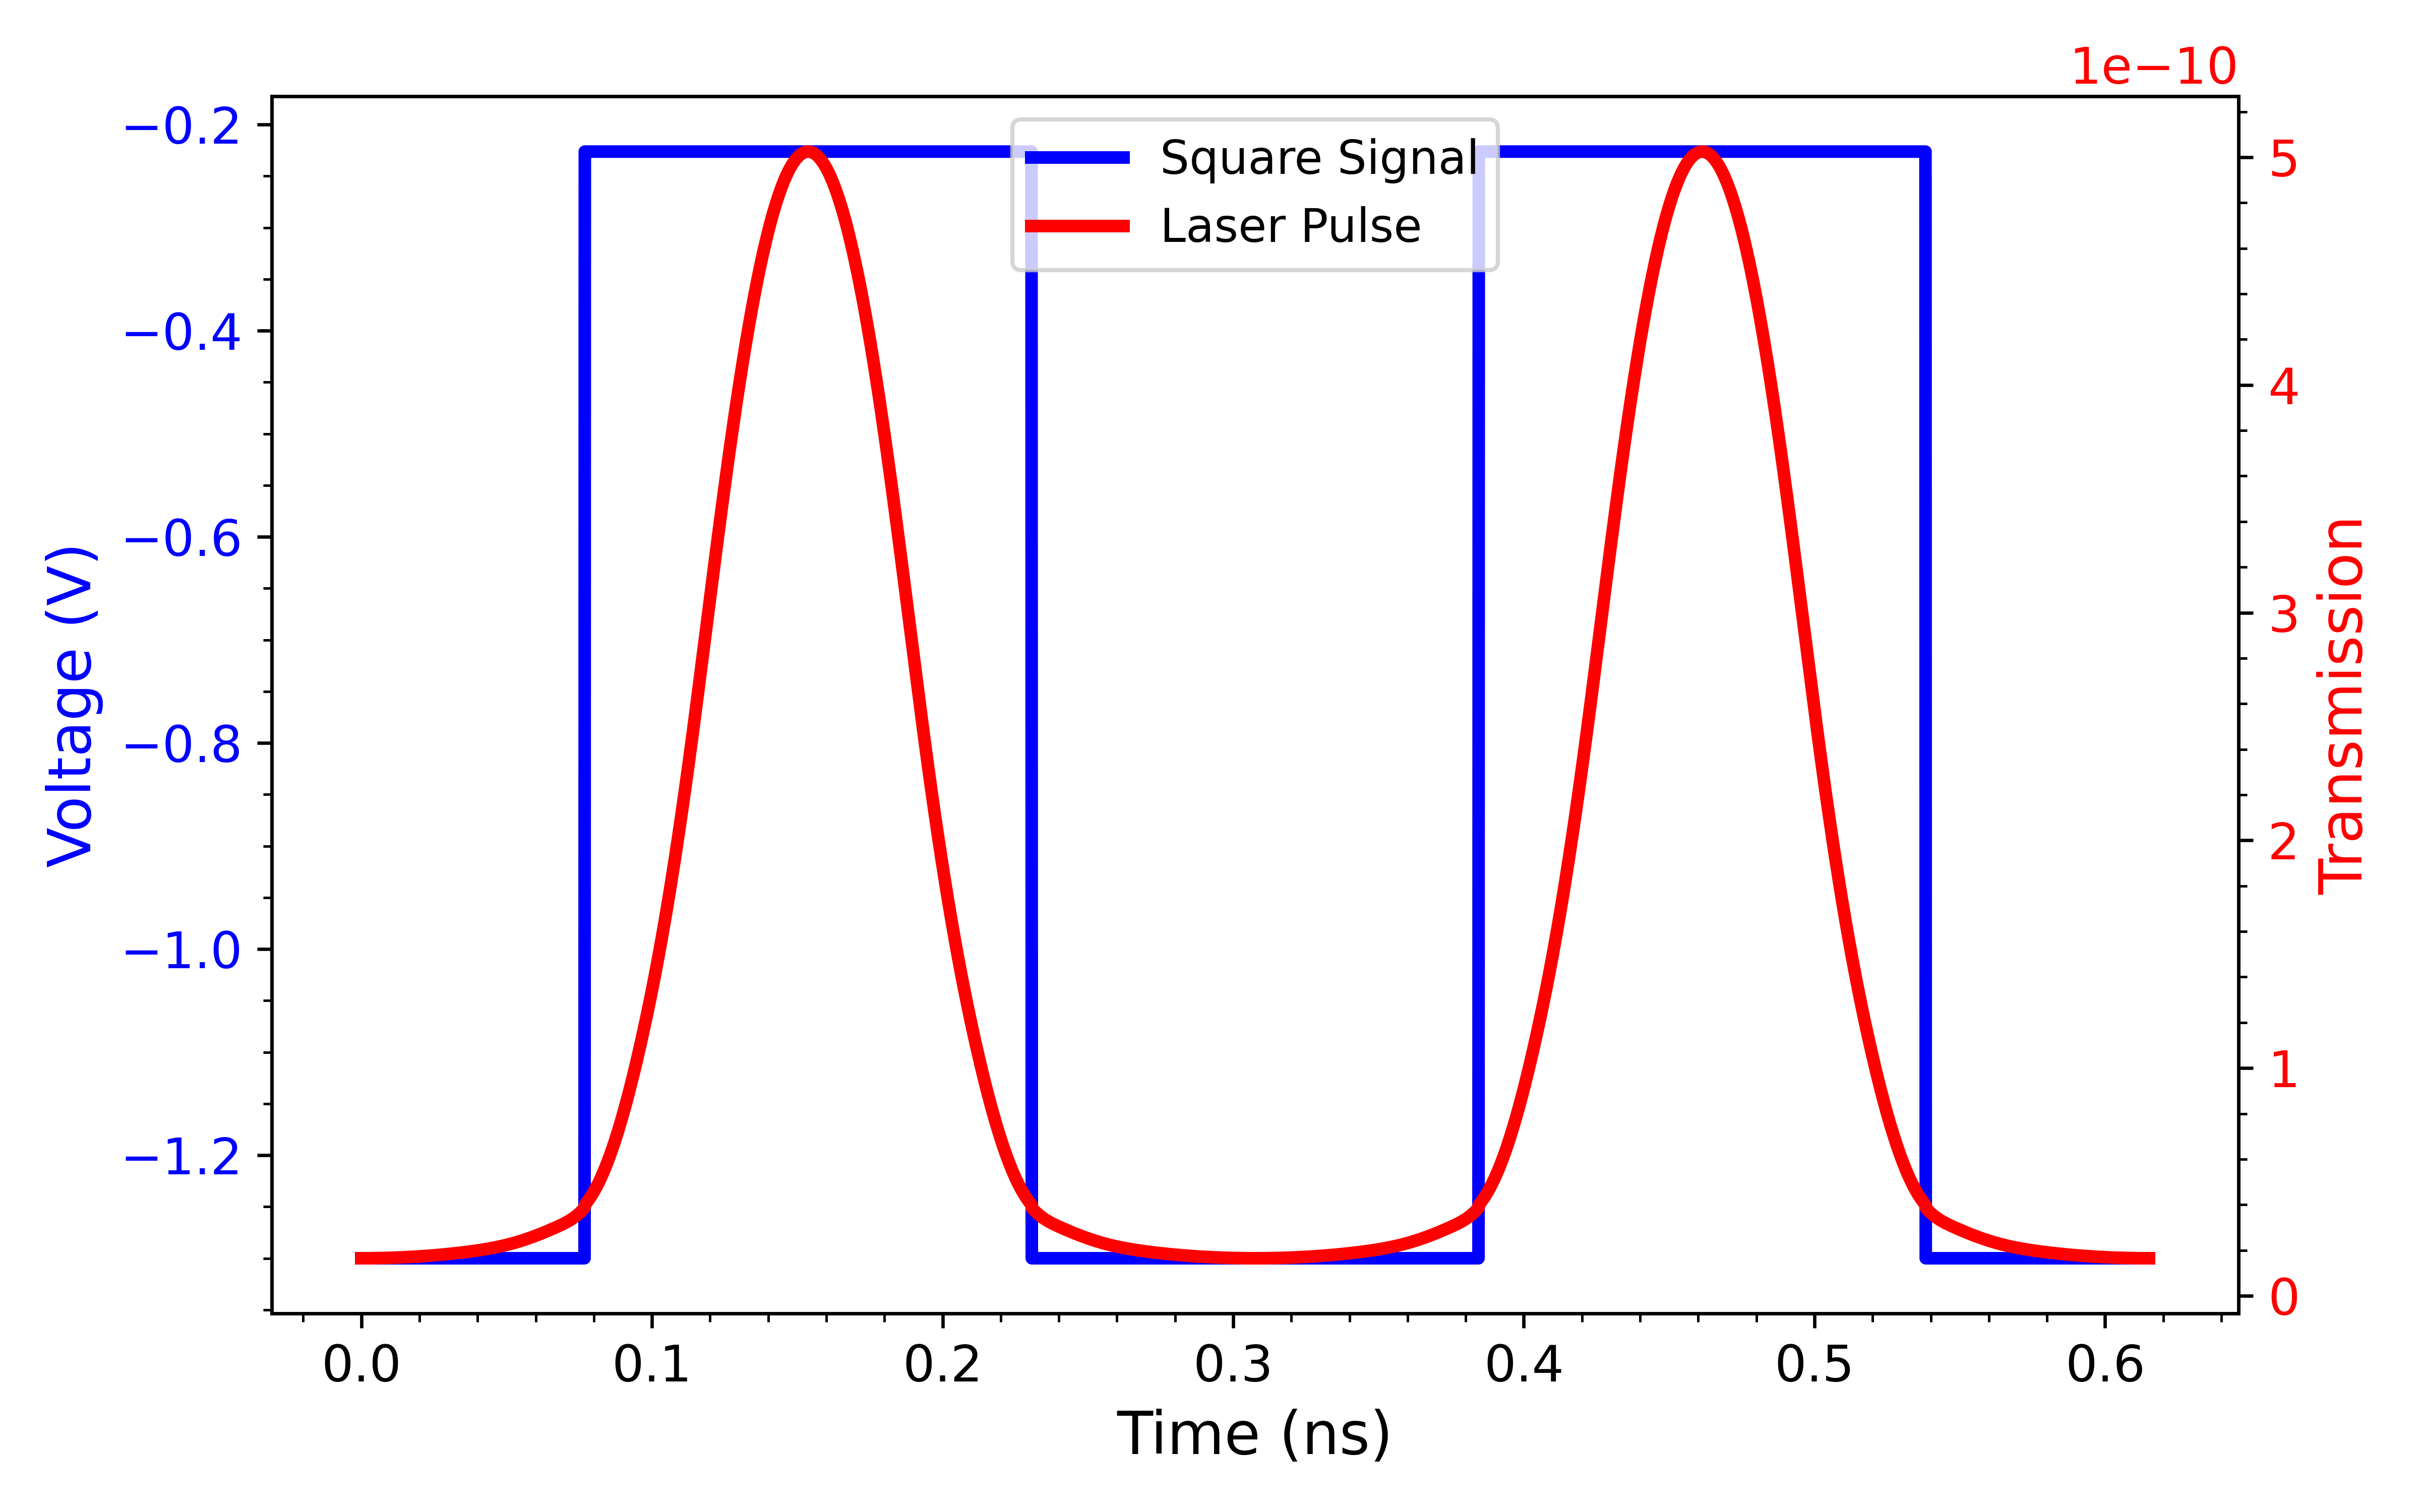 1e−10
Square Signal
Laser Pulse
−0.2
−0.4
−0.6
−0.8
−1.0
−1.2
Voltage (V)
5
4
3
2
1
0
Transmission
0.0 0.1 0.2 0.3 0.4 0.5 0.6
Time (ns)